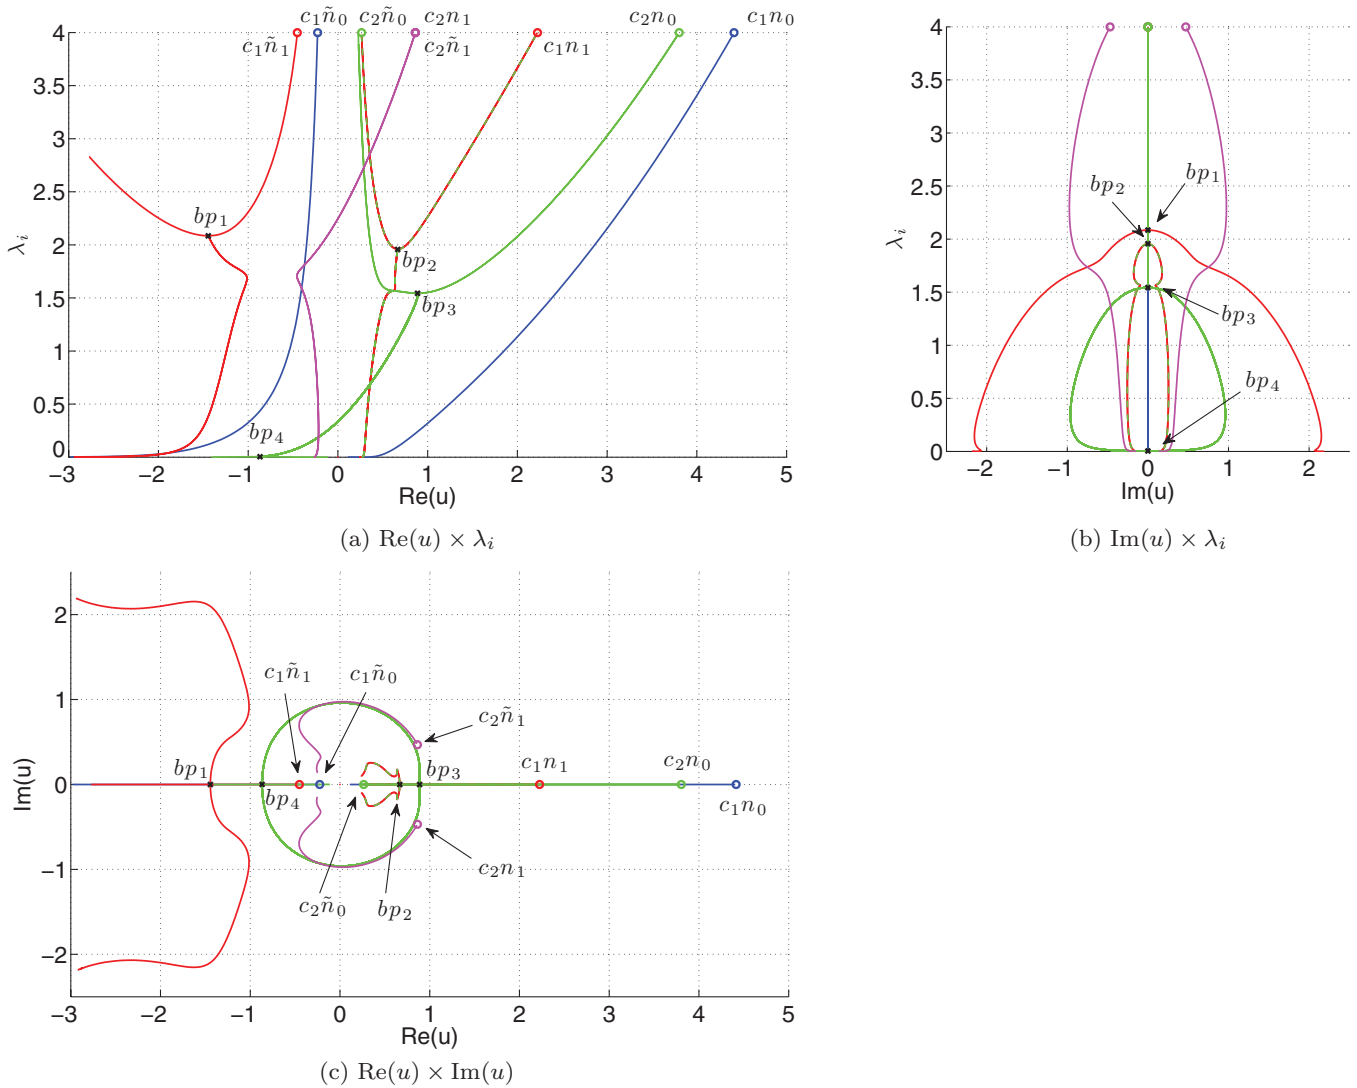 c₁ñ₀ c₂ñ₀ c₂n₁ c₂n₀ c₁n₀
c₁ñ₁ c₂ñ₁ c₁n₁
4
3.5
3
2.5
2
1.5
1
0.5
0
λᵢ
bp₁
bp₂
bp₃
bp₄
−3 −2 −1 0 1 2 3 4 5
Re(u)
(a) Re(u) × λᵢ
4
3.5
3
2.5
2
1.5
1
0.5
0
λᵢ
bp₂ bp₁
bp₃
bp₄
−2 −1 0 1 2
Im(u)
(b) Im(u) × λᵢ
2
1
0
−1
−2
Im(u)
c₁ñ₁ c₁ñ₀
c₂ñ₁
bp₁ bp₄ bp₃ c₁n₁ c₂n₀
c₁n₀
c₂n₁
c₂ñ₀ bp₂
−3 −2 −1 0 1 2 3 4 5
Re(u)
(c) Re(u) × Im(u)